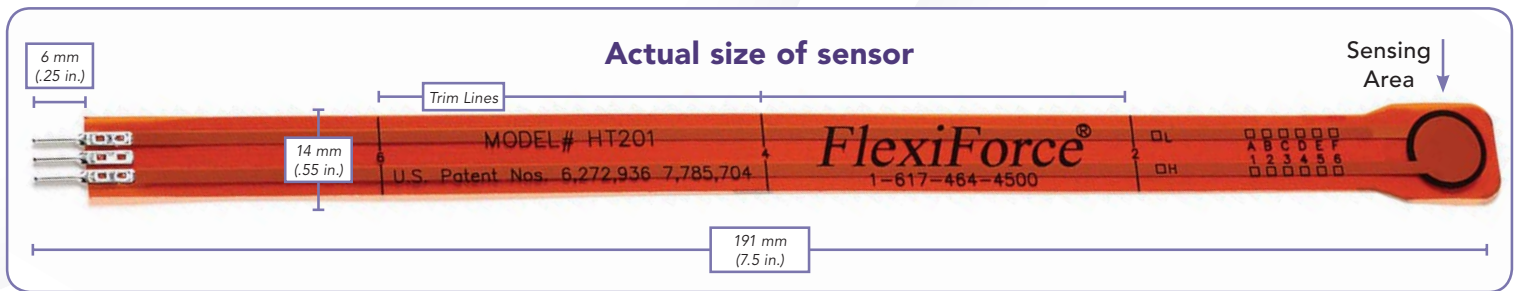 Actual size of sensor
6 mm
(.25 in.)
Sensing
Area
Trim Lines
14 mm
(.55 in.)
6
MODEL# HT201
U.S. Patent Nos. 6,272,936 7,785,704
4
FlexiForce®
1-617-464-4500
2
L
H
A B C D E F
1 2 3 4 5 6
191 mm
(7.5 in.)